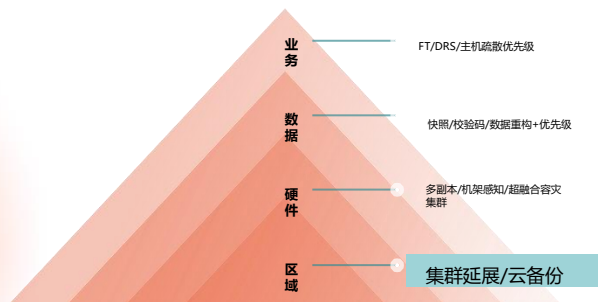 业务
FT/DRS/主机疏散优先级
数据
快照/校验码/数据重构+优先级
硬件
多副本/机架感知/超融合容灾
集群
区域
集群延展/云备份